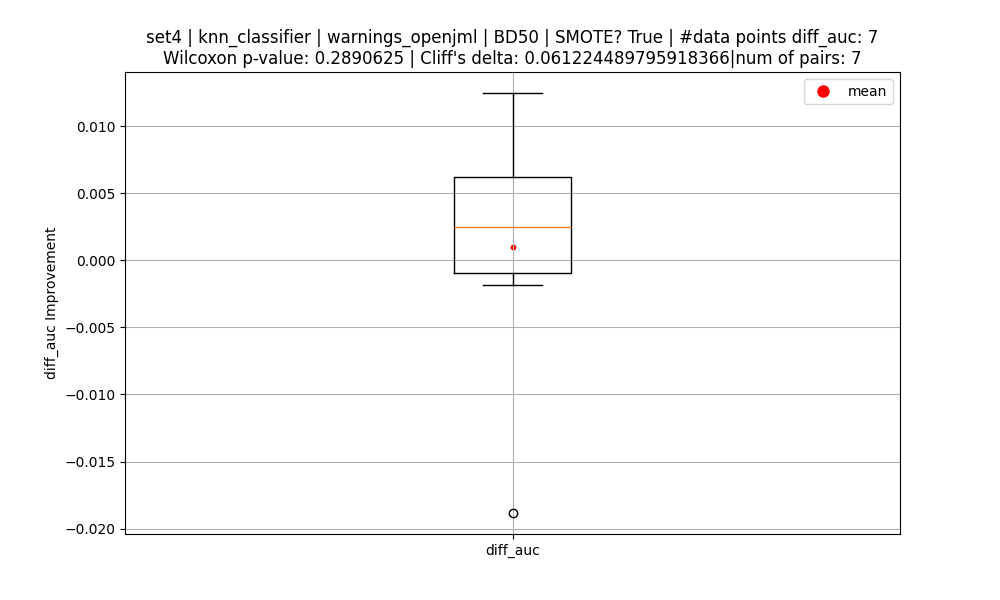 set4 | knn_classifier | warnings_openjml | BD50 | SMOTE? True | #data points diff_auc: 7
Wilcoxon p-value: 0.2890625 | Cliff's delta: 0.061224489795918366|num of pairs: 7
mean
0.010
0.005
0.000
−0.005
−0.010
−0.015
−0.020
diff_auc Improvement
diff_auc